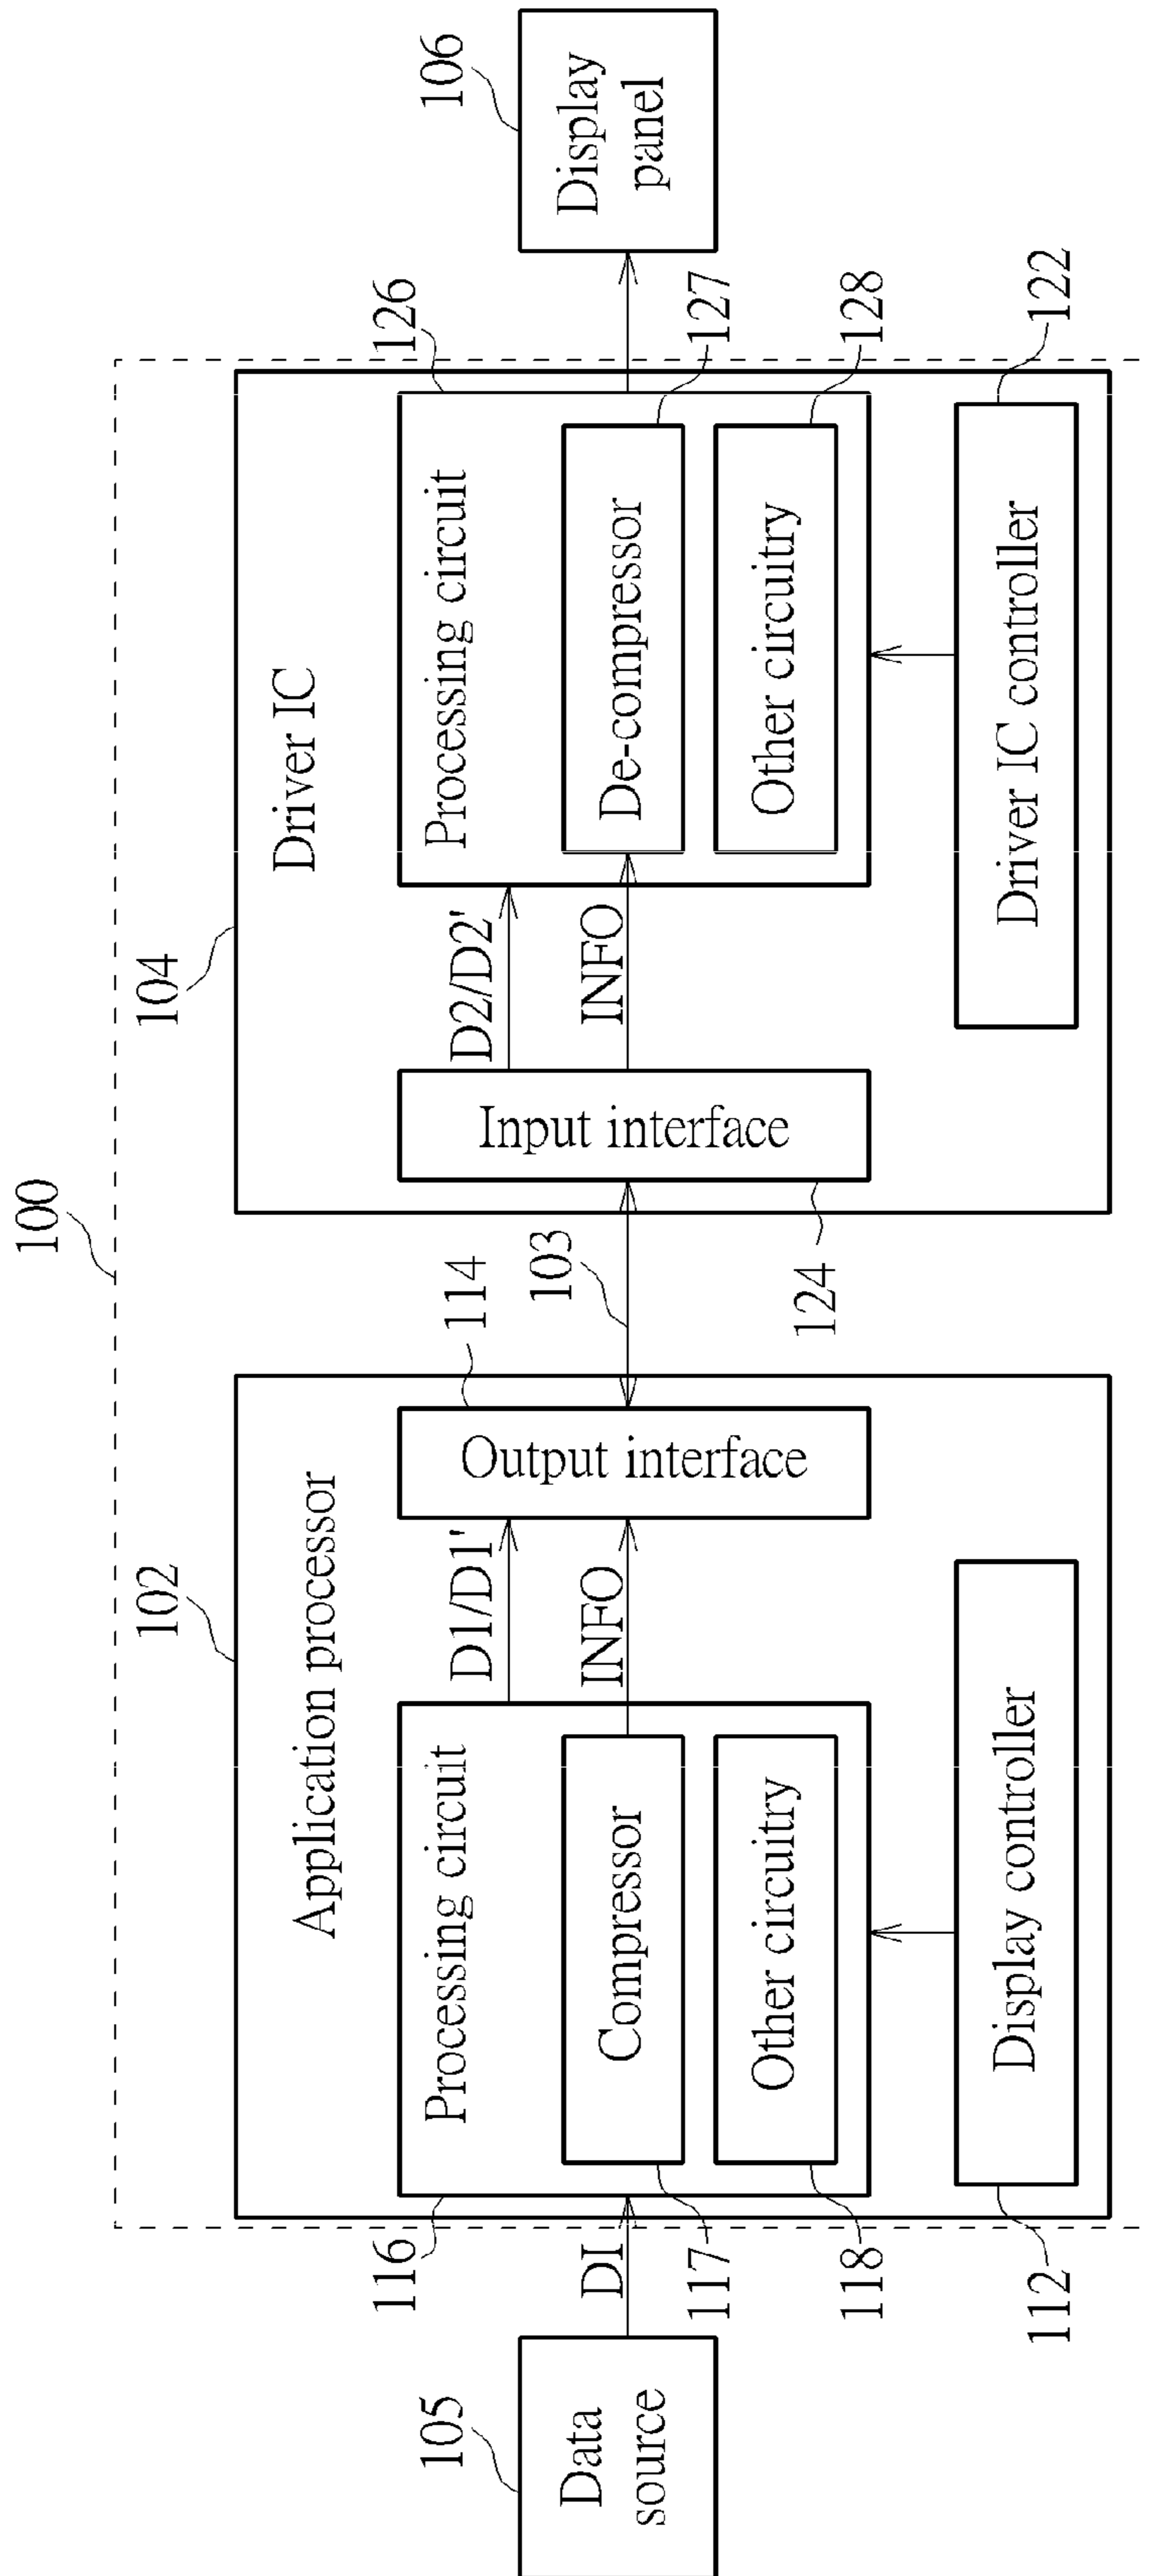 100
102
104
Application processor
Driver IC
105
116
D1/D1'
114
D2/D2'
126
106
Processing circuit
Processing circuit
Data
source
DI
Compressor
INFO
Output interface
103
Input interface
INFO
De-compressor
Display
panel
117
127
Other circuitry
Other circuitry
118
124
128
Display controller
Driver IC controller
112
122